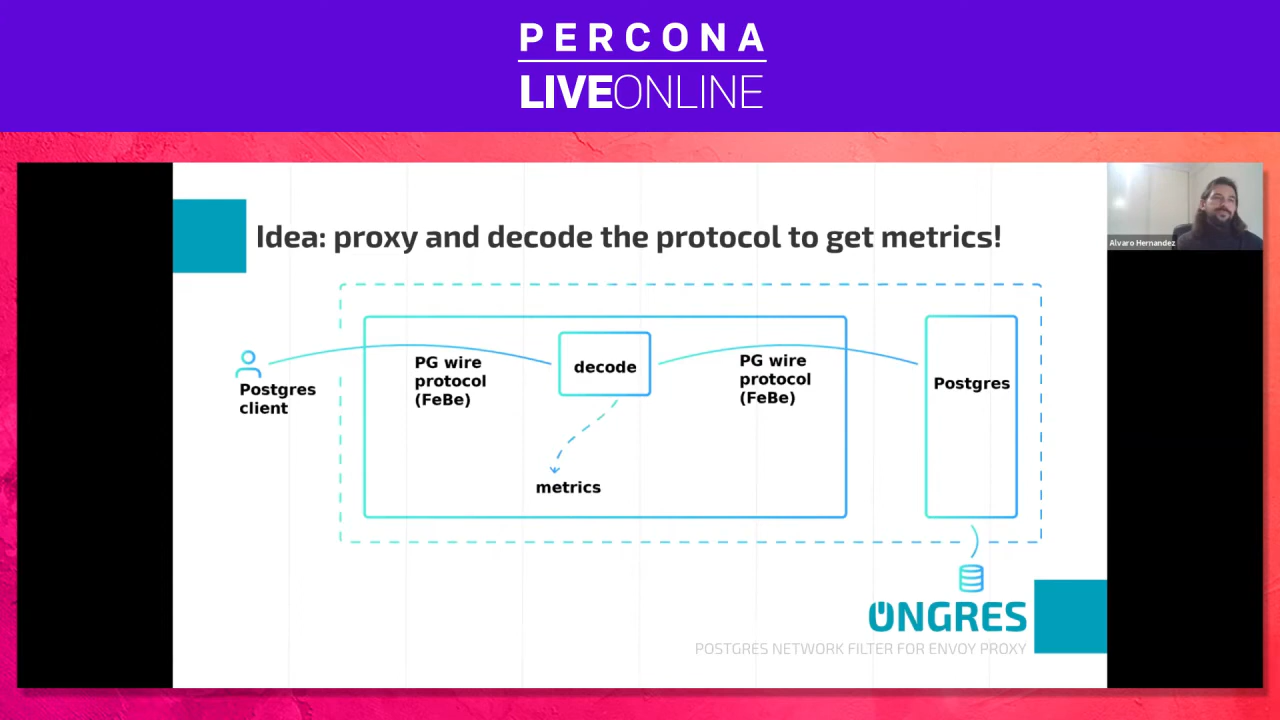 PERCONA
LIVEONLINE
Alvaro Hernandez
Idea: proxy and decode the protocol to get metrics!
Postgres
client
PG wire
protocol
(FeBe)
decode
metrics
PG wire
protocol
(FeBe)
Postgres
ONGRES
POSTGRES NETWORK FILTER FOR ENVOY PROXY